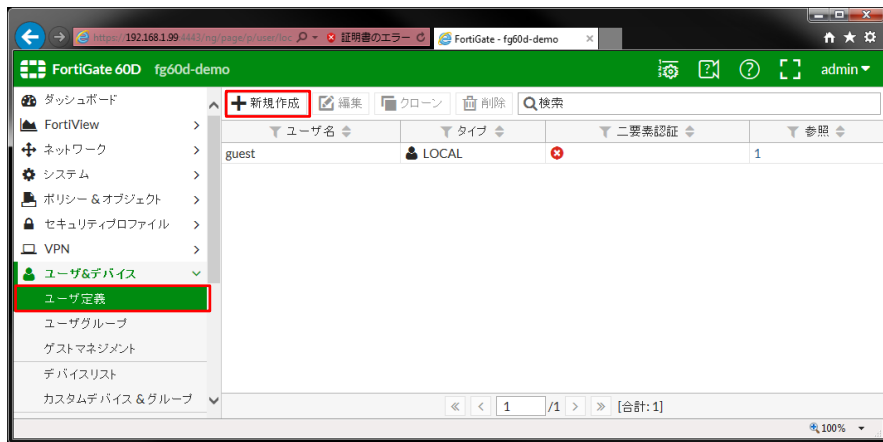 https://192.168.1.99:4443/ng/page/p/user/loc 証明書のエラー FortiGate - fg60d-demo
FortiGate 60D fg60d-demo admin
ダッシュボード
FortiView
ネットワーク
システム
ポリシー & オブジェクト
セキュリティプロファイル
VPN
ユーザ&デバイス
ユーザ定義
ユーザグループ
ゲストマネジメント
デバイスリスト
カスタムデバイス & グループ
新規作成 編集 クローン 削除 検索
ユーザ名 タイプ 二要素認証 参照
guest LOCAL 1
1 /1 [合計: 1]
100%